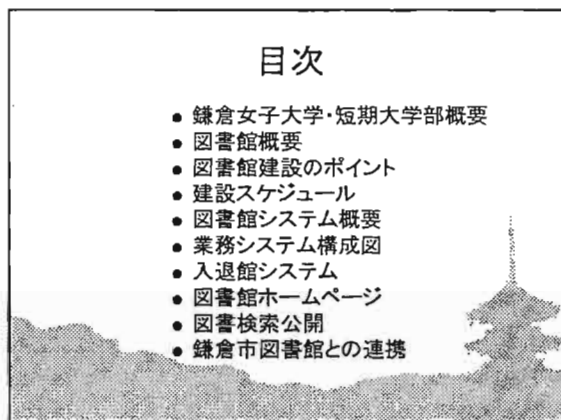 目次
● 鎌倉女子大学・短期大学部概要
● 図書館概要
● 図書館建設のポイント
● 建設スケジュール
● 図書館システム概要
● 業務システム構成図
● 入退館システム
● 図書館ホームページ
● 図書検索公開
● 鎌倉市図書館との連携